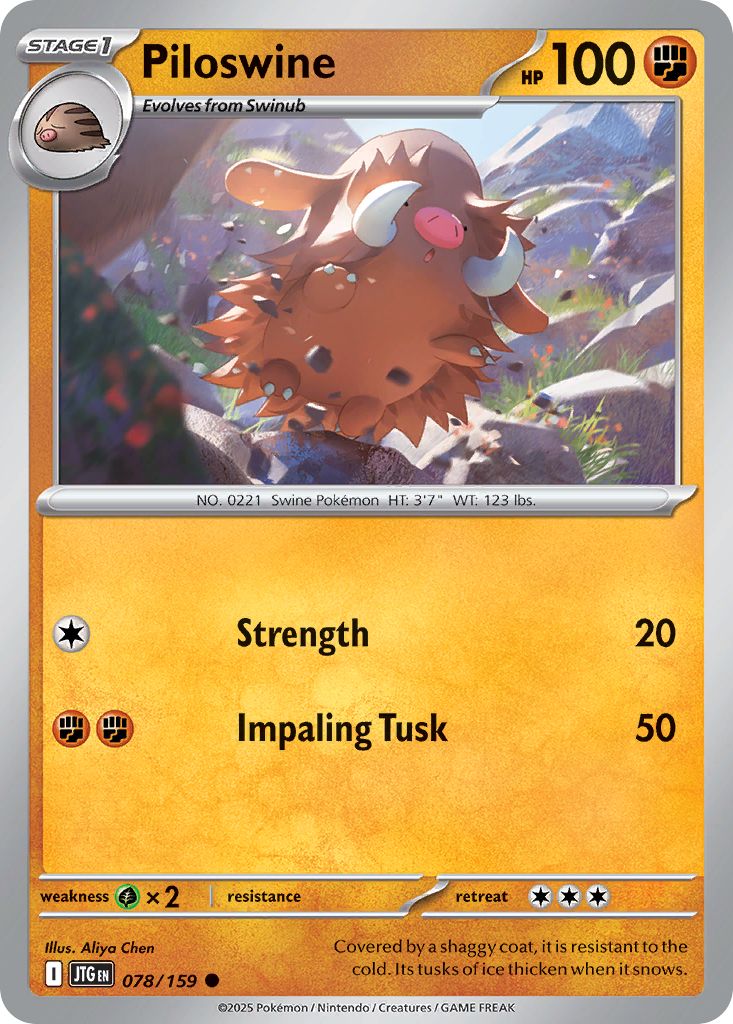 STAGE 1
Piloswine
HP 100
Evolves from Swinub
NO. 0221 Swine Pokémon HT: 3'7" WT: 123 lbs.
Strength 20
Impaling Tusk 50
weakness ×2 resistance retreat
Illus. Aliya Chen
Covered by a shaggy coat, it is resistant to the
cold. Its tusks of ice thicken when it snows.
I JTG EN 078/159
©2025 Pokémon / Nintendo / Creatures / GAME FREAK